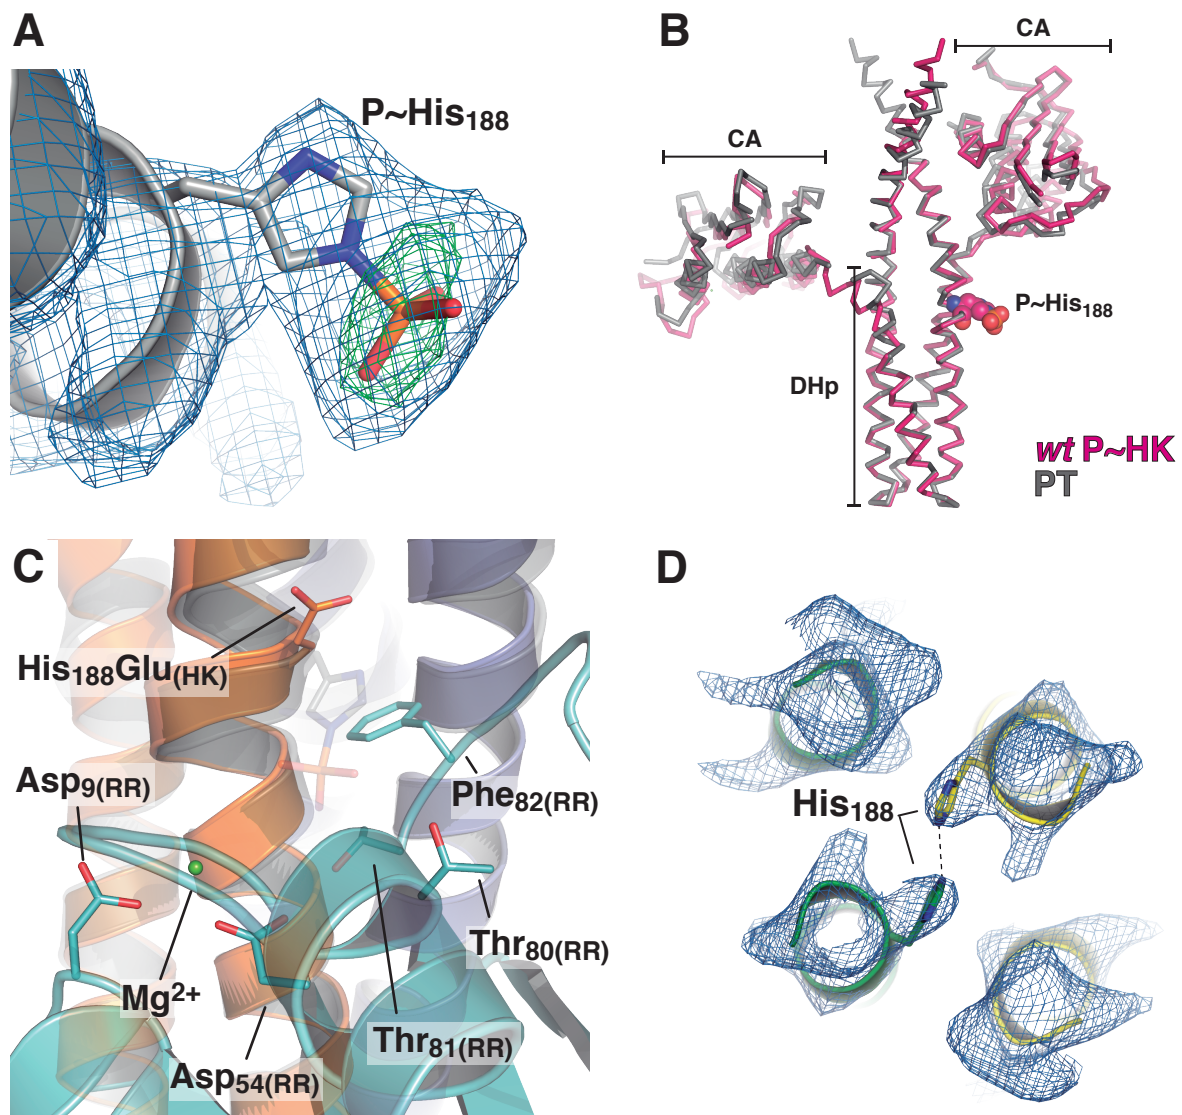 A
P~His188
B
CA
CA
P~His188
DHp
wt P~HK
PT
C
His188Glu(HK)
Asp9(RR)
Phe82(RR)
Thr80(RR)
Mg2+
Thr81(RR)
Asp54(RR)
D
His188